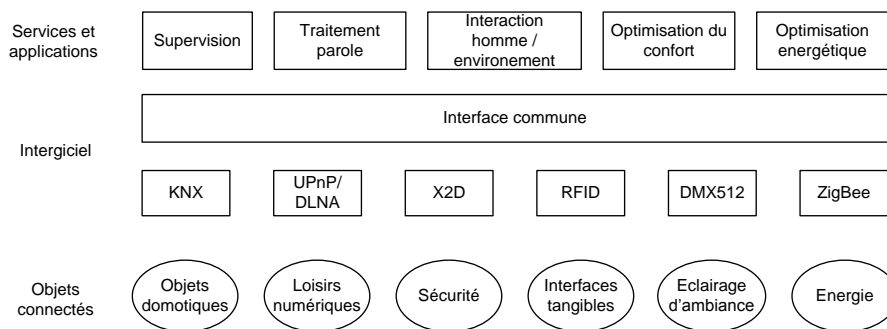 Services et
applications
Supervision
Traitement
parole
Interaction
homme /
environement
Optimisation du
confort
Optimisation
energétique
Intergiciel
Interface commune
KNX
UPnP/
DLNA
X2D
RFID
DMX512
ZigBee
Objets
connectés
Objets
domotiques
Loisirs
numériques
Sécurité
Interfaces
tangibles
Eclairage
d'ambiance
Energie